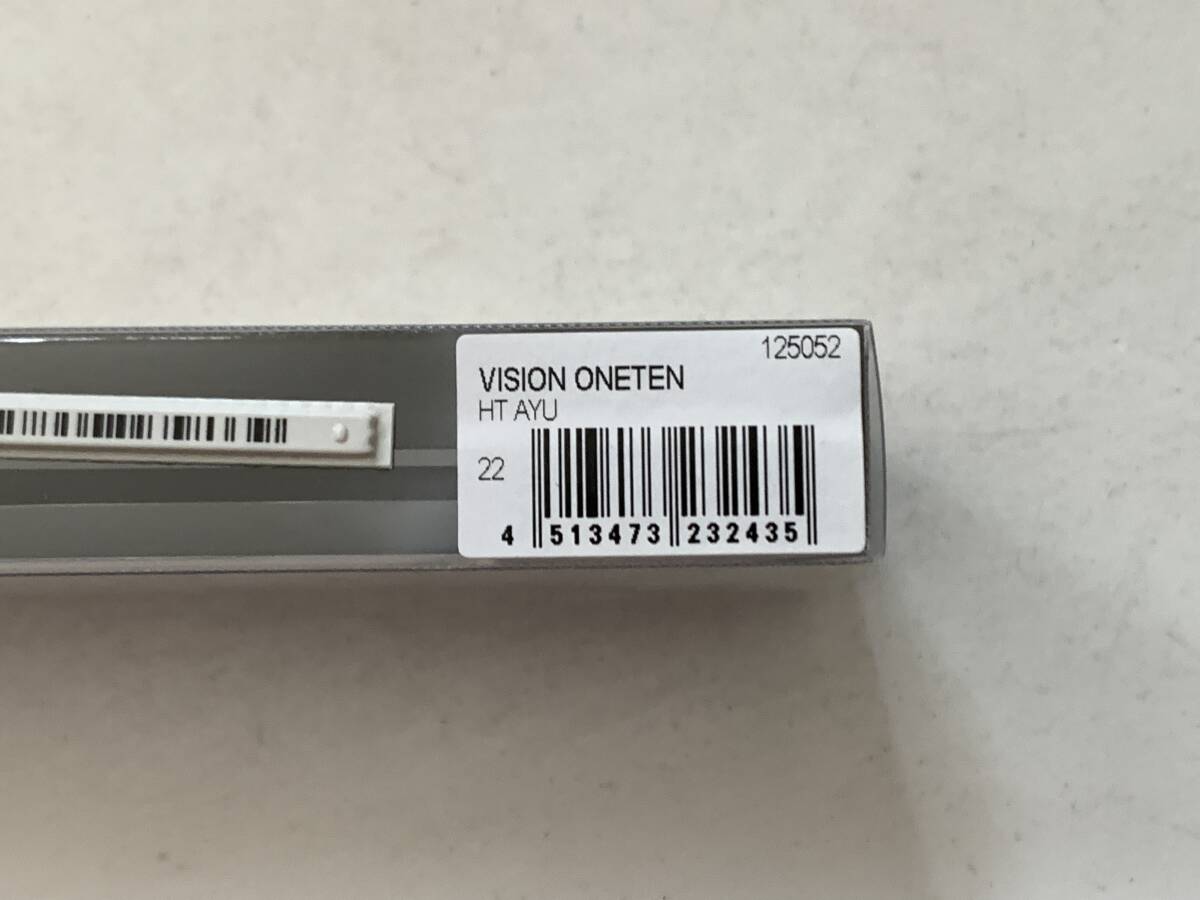 125052
VISION ONETEN
HT AYU
22
4 513473 232435